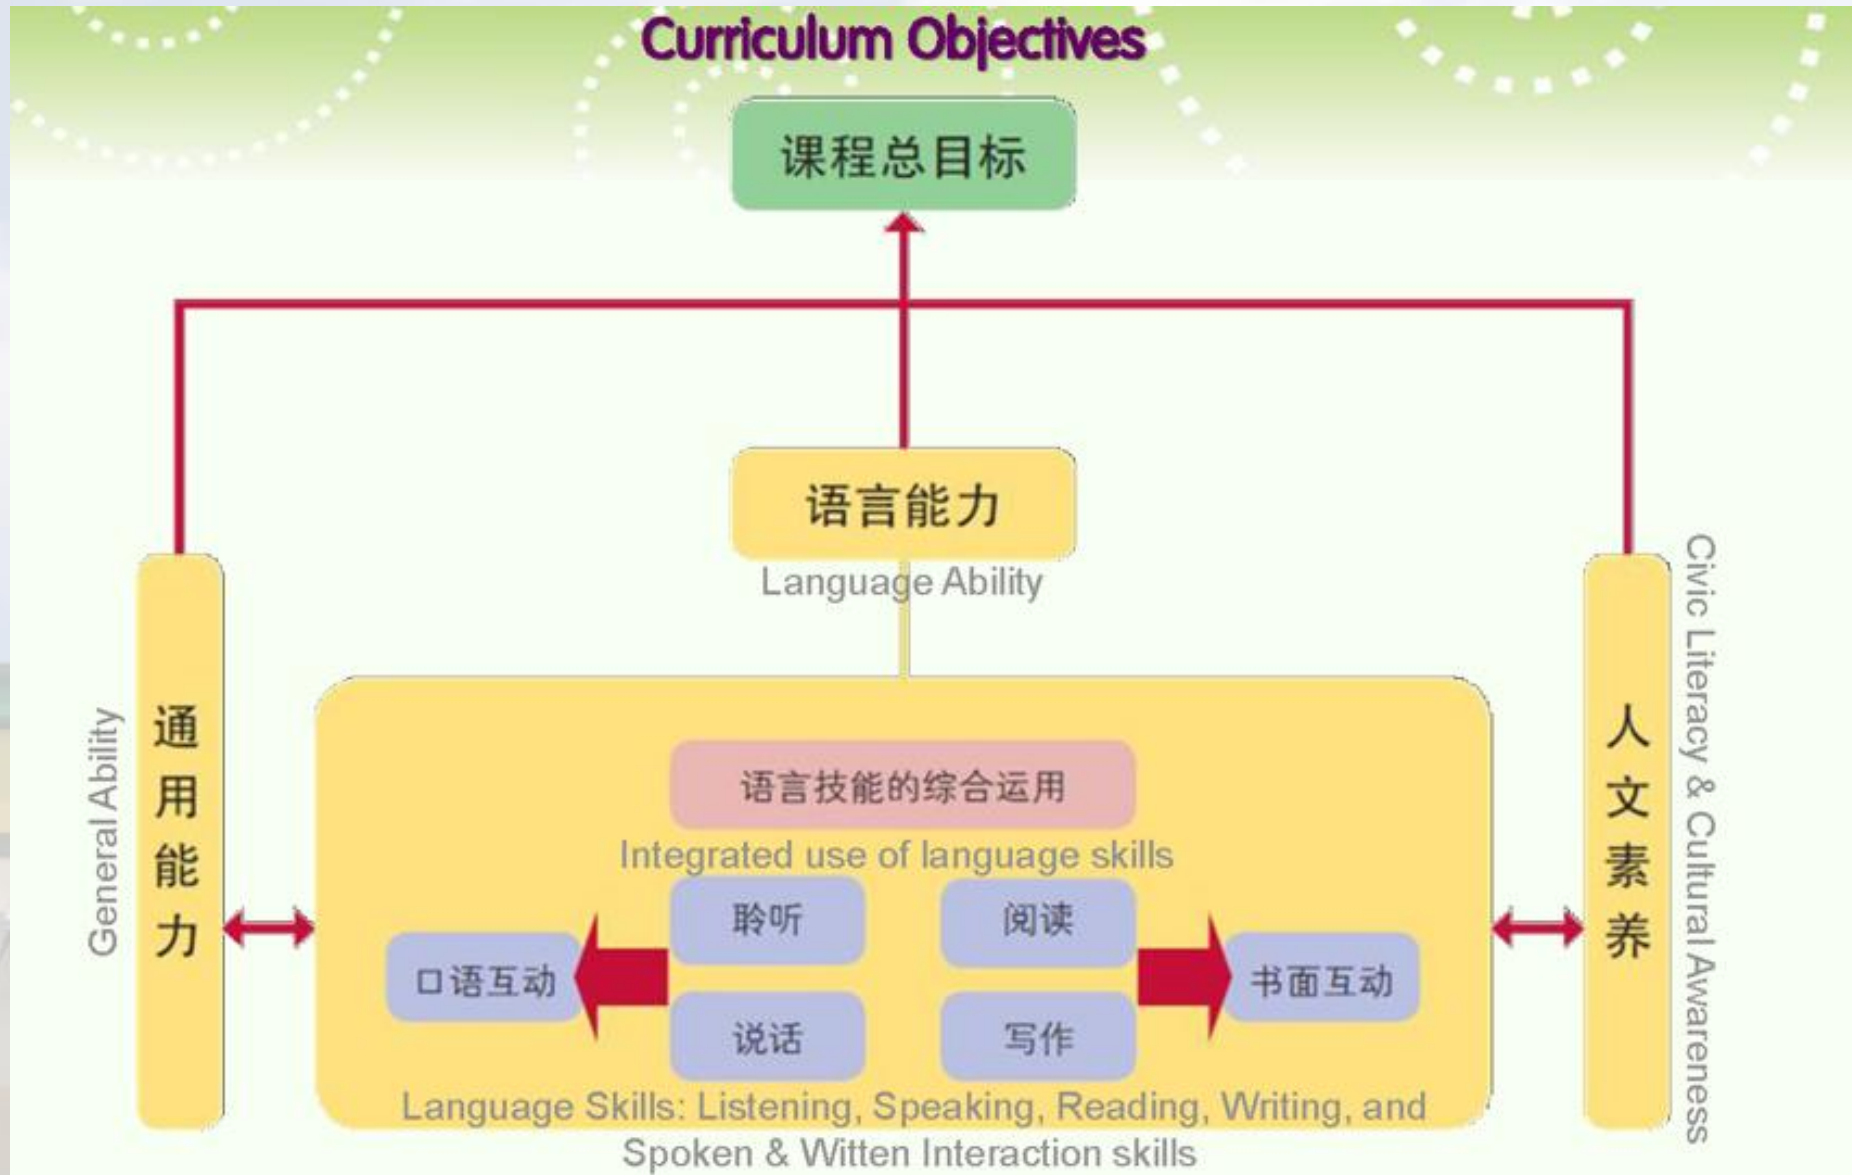 Curriculum Objectives
课程总目标
语言能力
Language Ability
通用能力
General Ability
人文素养
Civic Literacy & Cultural Awareness
语言技能的综合运用
Integrated use of language skills
聆听
阅读
口语互动
书面互动
说话
写作
Language Skills: Listening, Speaking, Reading, Writing, and
Spoken & Witten Interaction skills